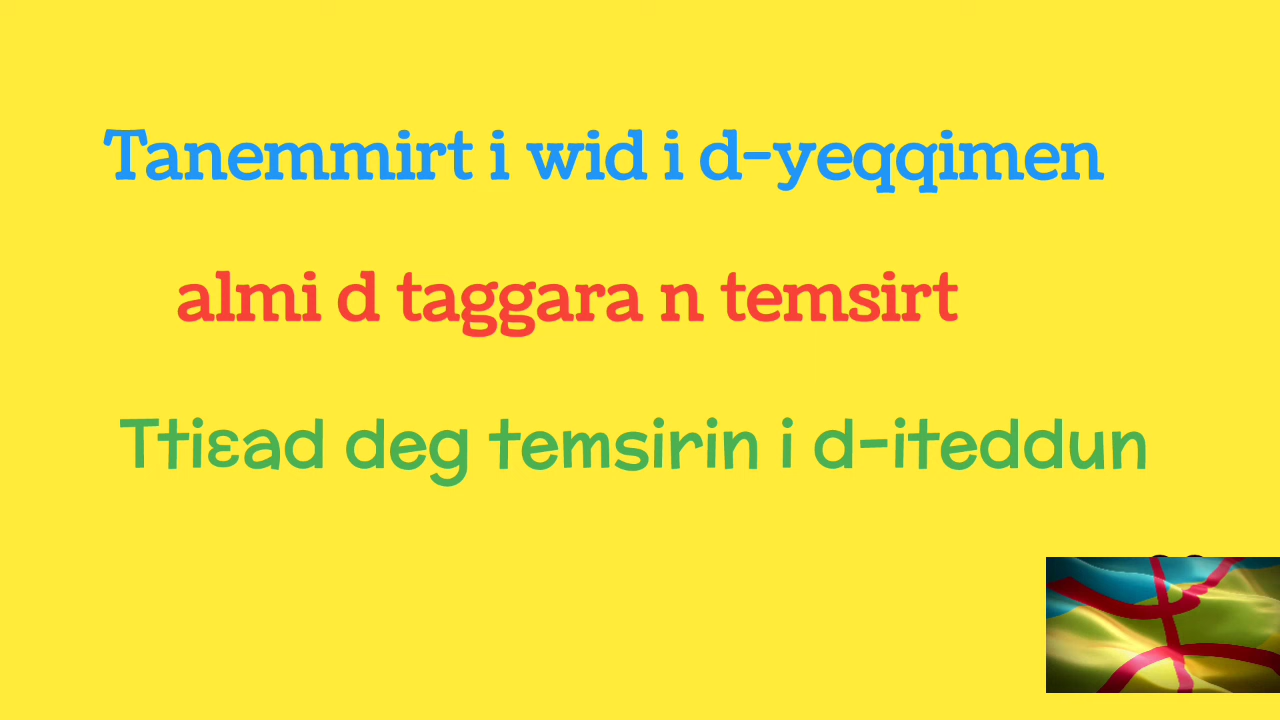 Tanemmirt i wid i d-yeqqimen
almi d taggara n temsirt
Ttiɛad deg temsirin i d-iteddun